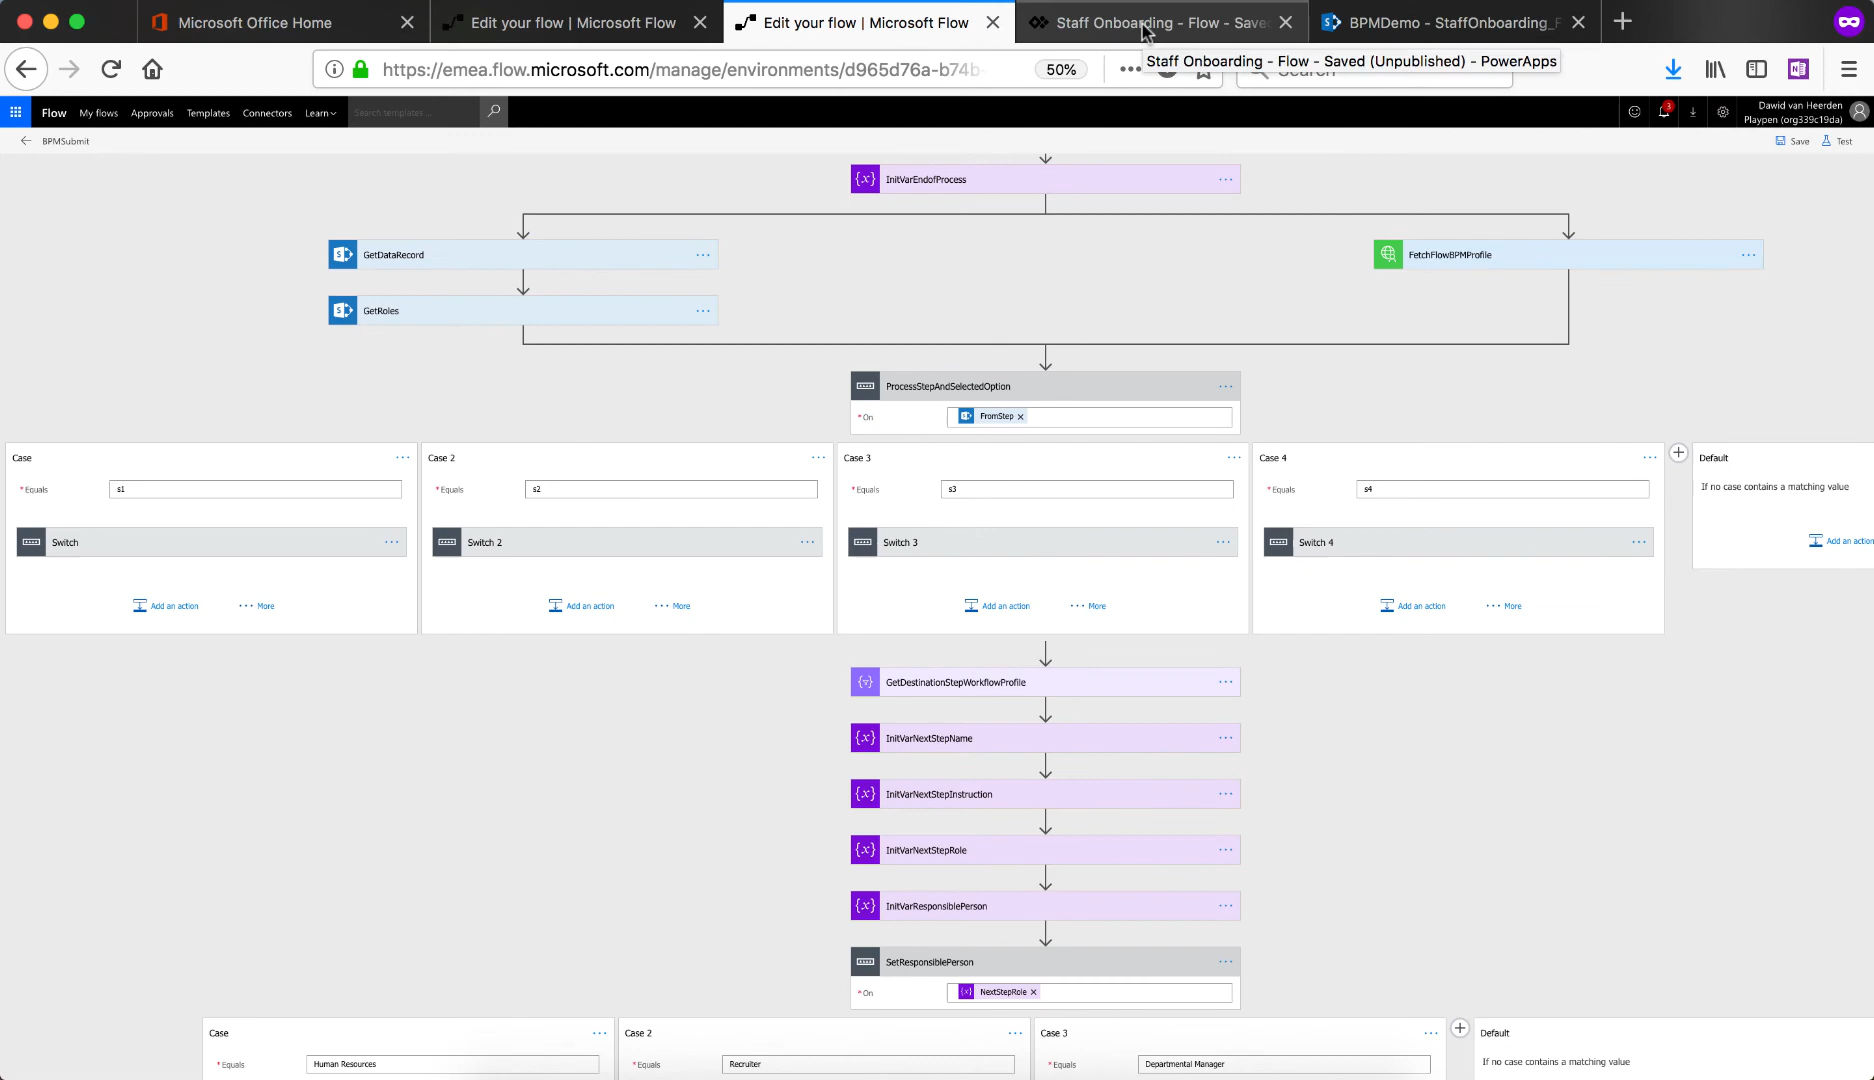 Microsoft Office Home
Edit your flow | Microsoft Flow
Edit your flow | Microsoft Flow
Staff Onboarding - Flow - Save
BPMDemo - StaffOnboarding_F
https://emea.flow.microsoft.com/manage/environments/d965d76a-b74b-
50%
Search
Staff Onboarding - Flow - Saved (Unpublished) - PowerApps
Flow
My flows
Approvals
Templates
Connectors
Learn
Search templates ...
3
Dawid van Heerden
Playpen (org339c19da)
BPMSubmit
Save
Test
InitVarEndofProcess
GetDataRecord
FetchFlowBPMProfile
GetRoles
ProcessStepAndSelectedOption
* On
FromStep
Case
Case 2
Case 3
Case 4
Default
* Equals
s1
* Equals
s2
* Equals
s3
* Equals
s4
If no case contains a matching value
Switch
Switch 2
Switch 3
Switch 4
Add an action
Add an action
More
Add an action
More
Add an action
More
Add an action
More
GetDestinationStepWorkflowProfile
InitVarNextStepName
InitVarNextStepInstruction
InitVarNextStepRole
InitVarResponsiblePerson
SetResponsiblePerson
* On
NextStepRole
Case
Case 2
Case 3
Default
* Equals
Human Resources
* Equals
Recruiter
* Equals
Departmental Manager
If no case contains a matching value